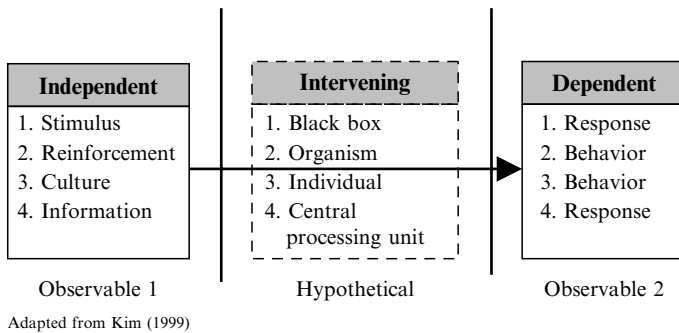 Independent
1. Stimulus
2. Reinforcement
3. Culture
4. Information
Observable 1
Intervening
1. Black box
2. Organism
3. Individual
4. Central
processing unit
Hypothetical
Dependent
1. Response
2. Behavior
3. Behavior
4. Response
Observable 2
Adapted from Kim (1999)